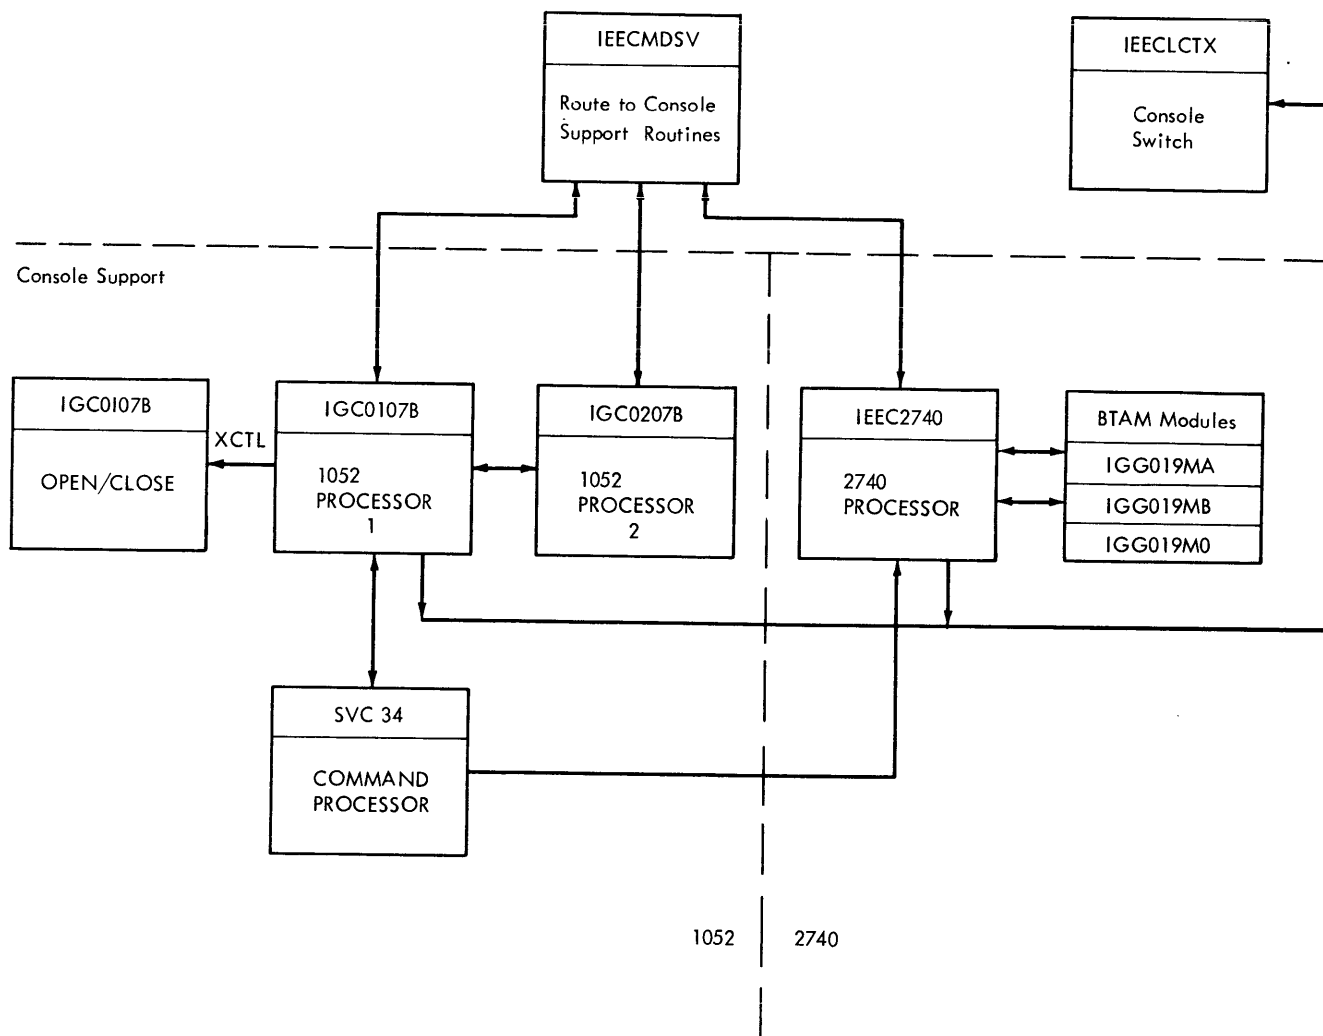 IEECMDSV
Route to Console
Support Routines
IEECLCTX
Console
Switch
Console Support
IGC0I07B
OPEN/CLOSE
XCTL
IGC0107B
1052
PROCESSOR
1
IGC0207B
1052
PROCESSOR
2
IEEC2740
2740
PROCESSOR
BTAM Modules
IGG019MA
IGG019MB
IGG019M0
SVC 34
COMMAND
PROCESSOR
1052
2740